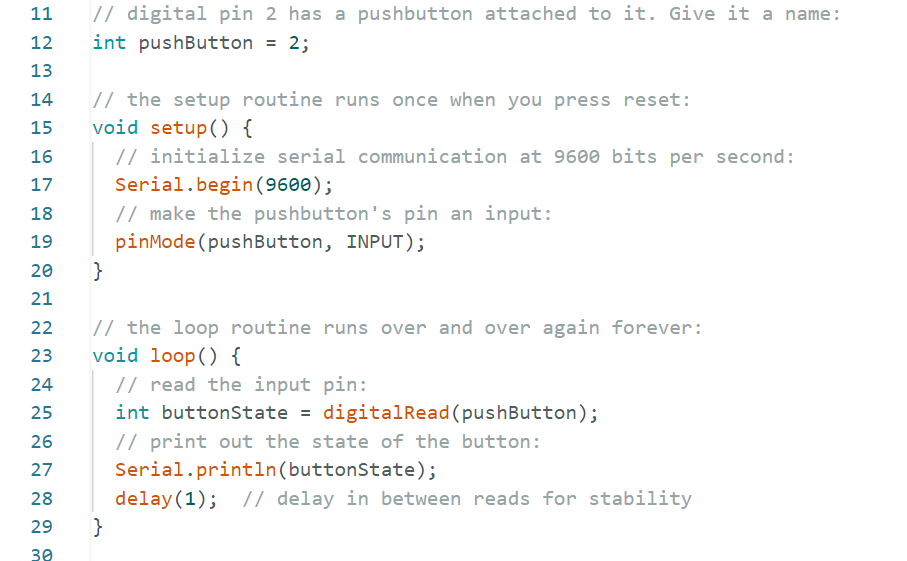 11 // digital pin 2 has a pushbutton attached to it. Give it a name:
12 int pushButton = 2;
13
14 // the setup routine runs once when you press reset:
15 void setup() {
16   // initialize serial communication at 9600 bits per second:
17   Serial.begin(9600);
18   // make the pushbutton's pin an input:
19   pinMode(pushButton, INPUT);
20 }
21
22 // the loop routine runs over and over again forever:
23 void loop() {
24   // read the input pin:
25   int buttonState = digitalRead(pushButton);
26   // print out the state of the button:
27   Serial.println(buttonState);
28   delay(1);  // delay in between reads for stability
29 }
30